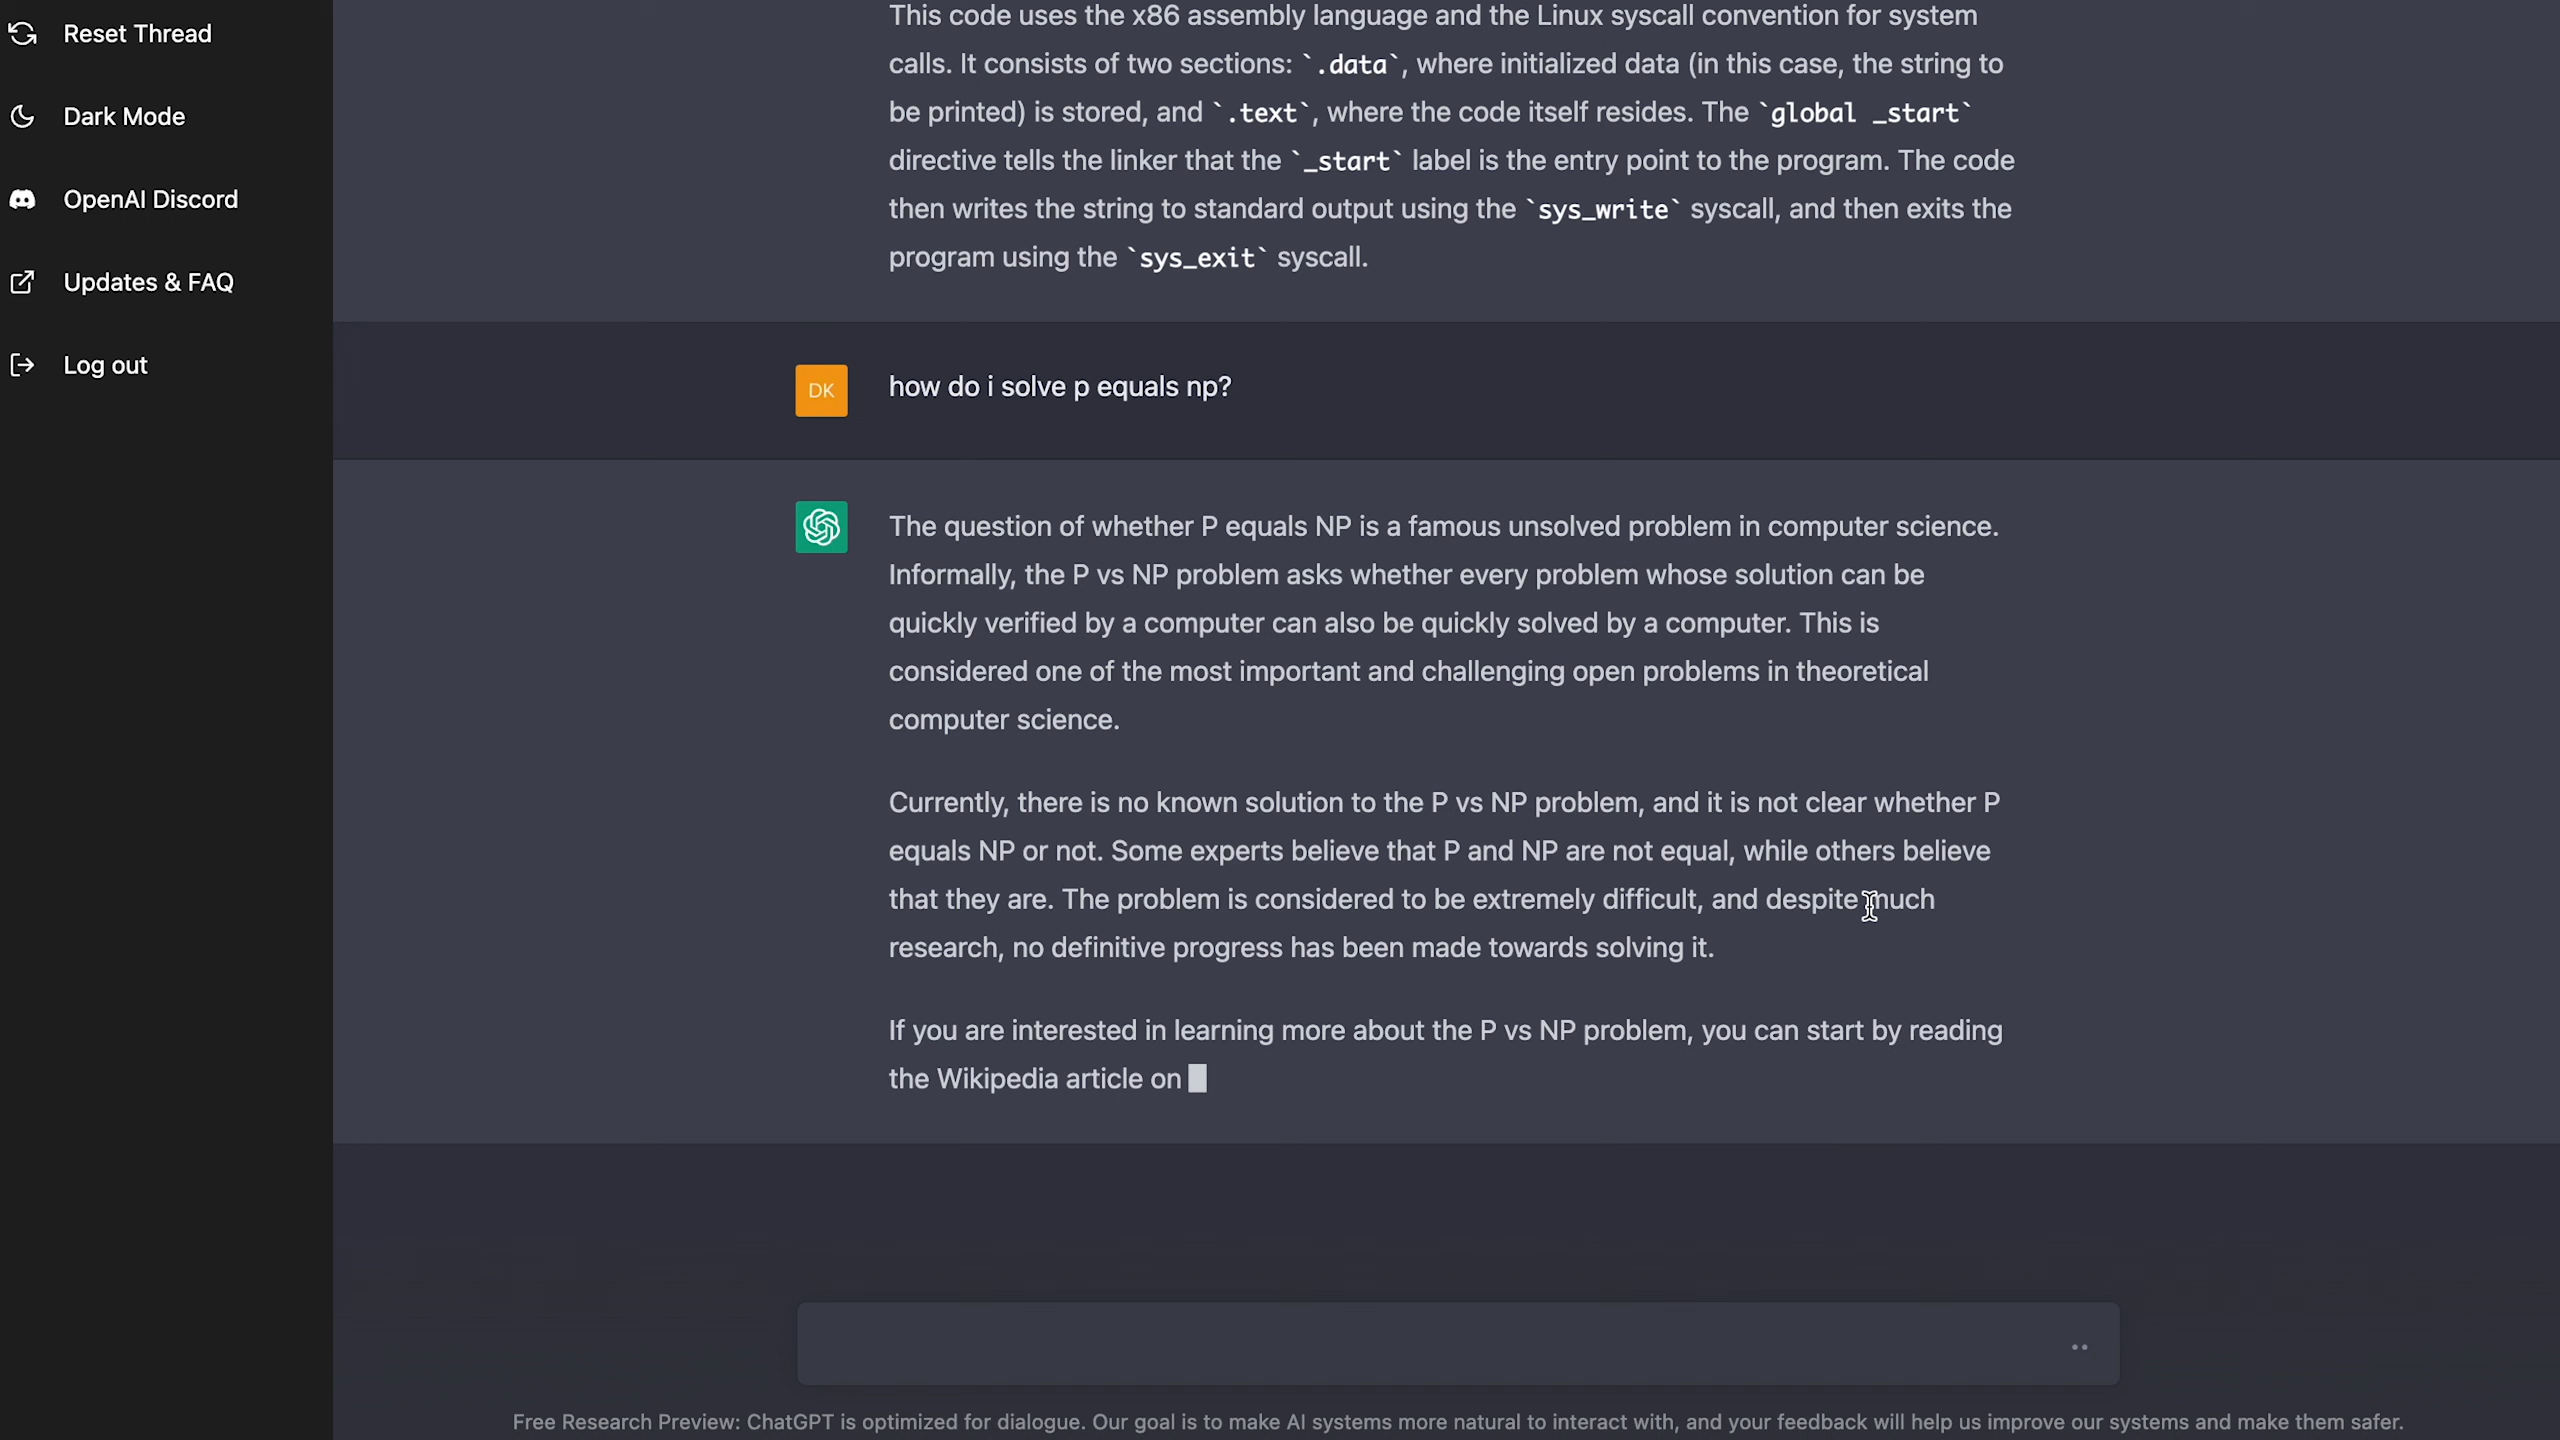 Reset Thread
Dark Mode
OpenAI Discord
Updates & FAQ
Log out
This code uses the x86 assembly language and the Linux syscall convention for system
calls. It consists of two sections: `.data`, where initialized data (in this case, the string to
be printed) is stored, and `.text`, where the code itself resides. The `global _start`
directive tells the linker that the `_start` label is the entry point to the program. The code
then writes the string to standard output using the `sys_write` syscall, and then exits the
program using the `sys_exit` syscall.
DK
how do i solve p equals np?
The question of whether P equals NP is a famous unsolved problem in computer science.
Informally, the P vs NP problem asks whether every problem whose solution can be
quickly verified by a computer can also be quickly solved by a computer. This is
considered one of the most important and challenging open problems in theoretical
computer science.
Currently, there is no known solution to the P vs NP problem, and it is not clear whether P
equals NP or not. Some experts believe that P and NP are not equal, while others believe
that they are. The problem is considered to be extremely difficult, and despite much
research, no definitive progress has been made towards solving it.
If you are interested in learning more about the P vs NP problem, you can start by reading
the Wikipedia article on
Free Research Preview: ChatGPT is optimized for dialogue. Our goal is to make AI systems more natural to interact with, and your feedback will help us improve our systems and make them safer.